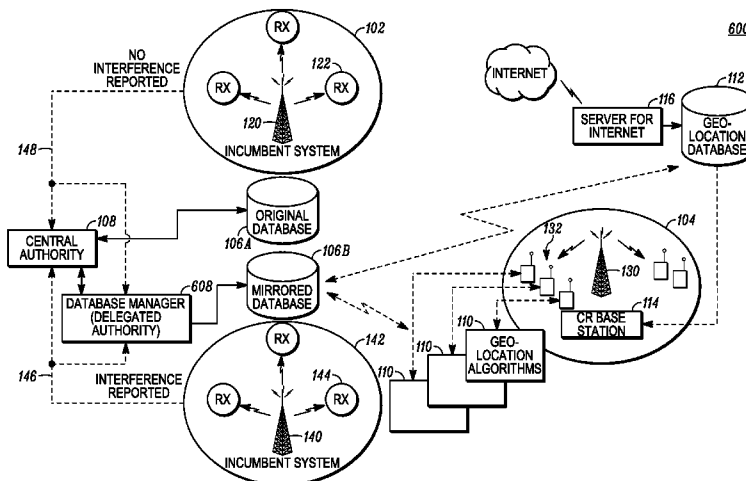 600
RX
102
NO
INTERFERENCE
REPORTED
RX
122
RX
120
INCUMBENT SYSTEM
148
INTERNET
116
SERVER FOR
INTERNET
112
GEO-
LOCATION
DATABASE
108
CENTRAL
AUTHORITY
ORIGINAL
DATABASE
106A
106B
MIRRORED
DATABASE
608
DATABASE MANAGER
(DELEGATED
AUTHORITY)
104
132
130
114
CR BASE
STATION
110
110
110
GEO-
LOCATION
ALGORITHMS
146
INTERFERENCE
REPORTED
RX
142
RX
144
RX
140
INCUMBENT SYSTEM